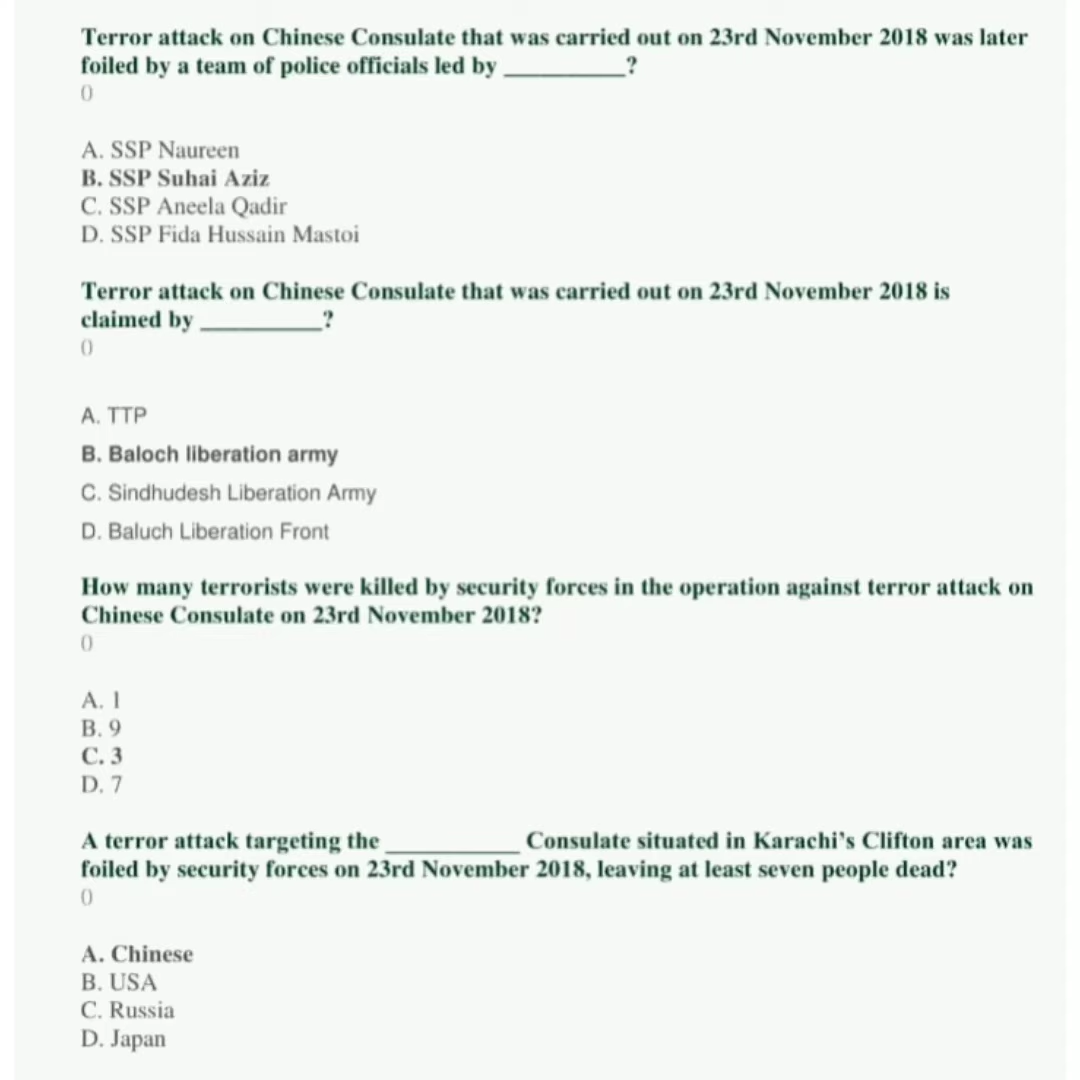 Terror attack on Chinese Consulate that was carried out on 23rd November 2018 was later
foiled by a team of police officials led by __________?
()
A. SSP Naureen
B. SSP Suhai Aziz
C. SSP Aneela Qadir
D. SSP Fida Hussain Mastoi
Terror attack on Chinese Consulate that was carried out on 23rd November 2018 is
claimed by __________?
()
A. TTP
B. Baloch liberation army
C. Sindhudesh Liberation Army
D. Baluch Liberation Front
How many terrorists were killed by security forces in the operation against terror attack on
Chinese Consulate on 23rd November 2018?
()
A. 1
B. 9
C. 3
D. 7
A terror attack targeting the ___________ Consulate situated in Karachi’s Clifton area was
foiled by security forces on 23rd November 2018, leaving at least seven people dead?
()
A. Chinese
B. USA
C. Russia
D. Japan